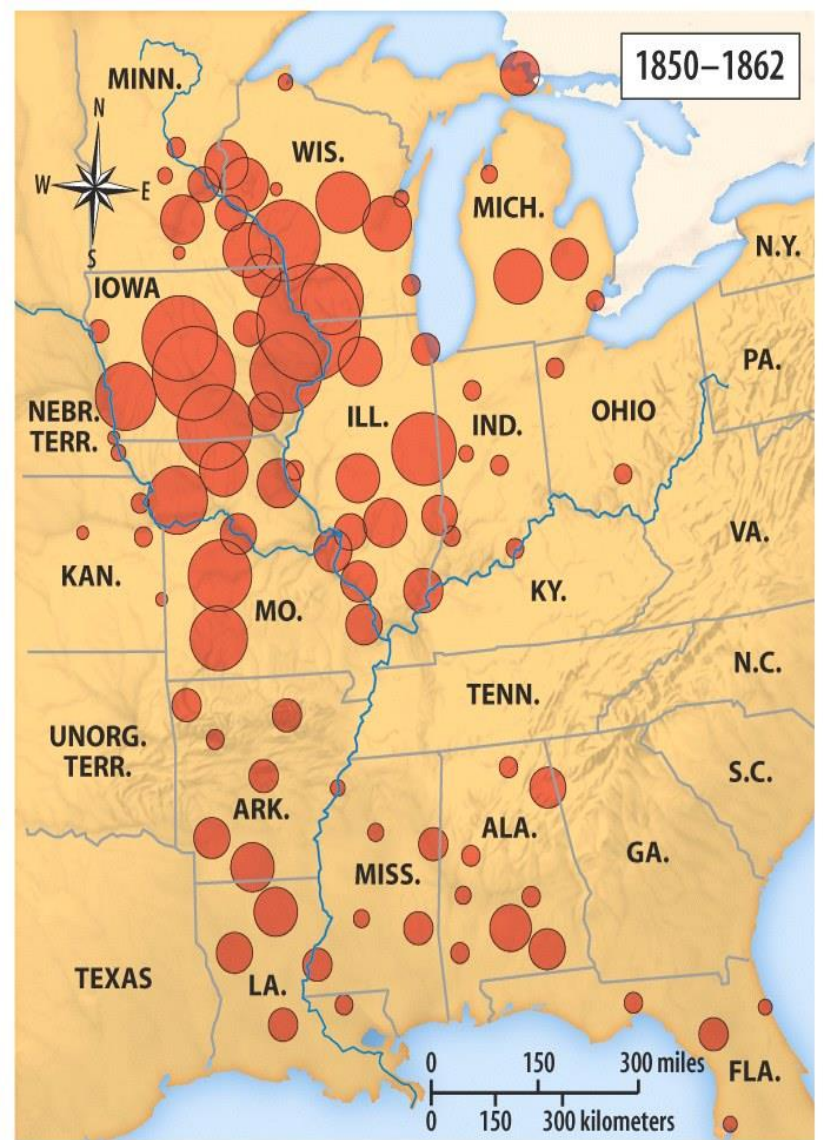 1850–1862
MINN.
N
W
E
S
WIS.
MICH.
N.Y.
IOWA
PA.
NEBR.
TERR.
ILL.
IND.
OHIO
VA.
KAN.
MO.
KY.
N.C.
TENN.
UNORG.
TERR.
S.C.
ARK.
ALA.
GA.
MISS.
TEXAS
LA.
FLA.
0 150 300 miles
0 150 300 kilometers